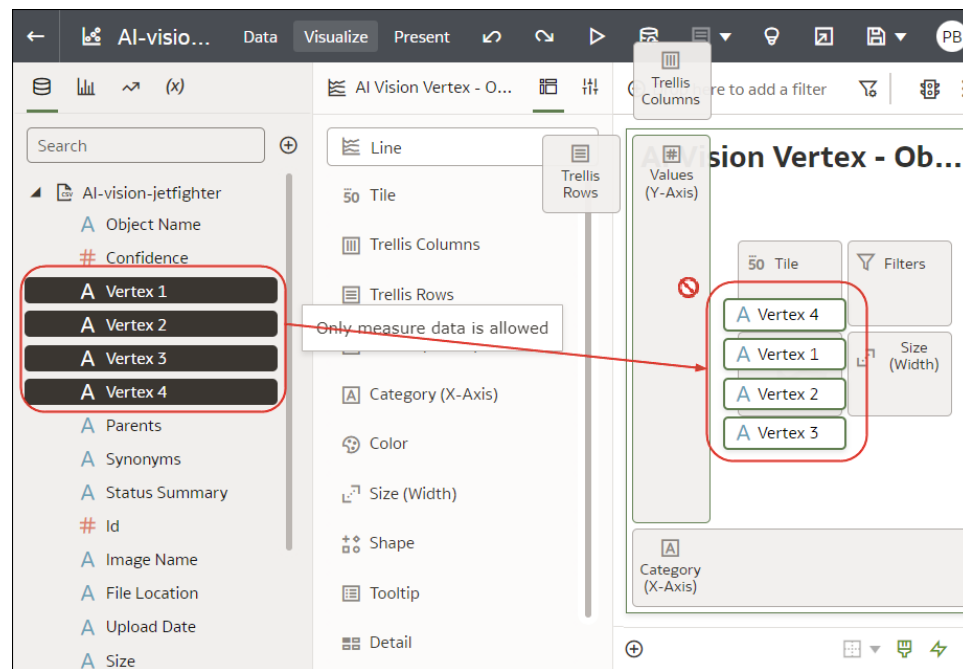 AI-visio...
Data
Visualize
Present
PB
(x)
AI Vision Vertex - O...
Trellis
Columns
re to add a filter
Search
Line
Trellis
Rows
Values
(Y-Axis)
sion Vertex - Ob...
CSV
AI-vision-jetfighter
A Object Name
# Confidence
A Vertex 1
A Vertex 2
A Vertex 3
A Vertex 4
A Parents
A Synonyms
A Status Summary
# Id
A Image Name
A File Location
A Upload Date
A Size
50 Tile
Trellis Columns
Trellis Rows
Only measure data is allowed
A Category (X-Axis)
Color
Size (Width)
Shape
Tooltip
Detail
50 Tile
Filters
Size
(Width)
A Vertex 4
A Vertex 1
A Vertex 2
A Vertex 3
A
Category
(X-Axis)